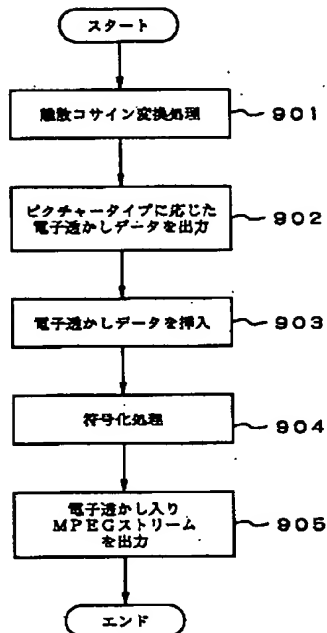 スタート
離散コサイン変換処理
901
ピクチャータイプに応じた
電子透かしデータを出力
902
電子透かしデータを挿入
903
符号化処理
904
電子透かし入り
MPEGストリーム
を出力
905
エンド